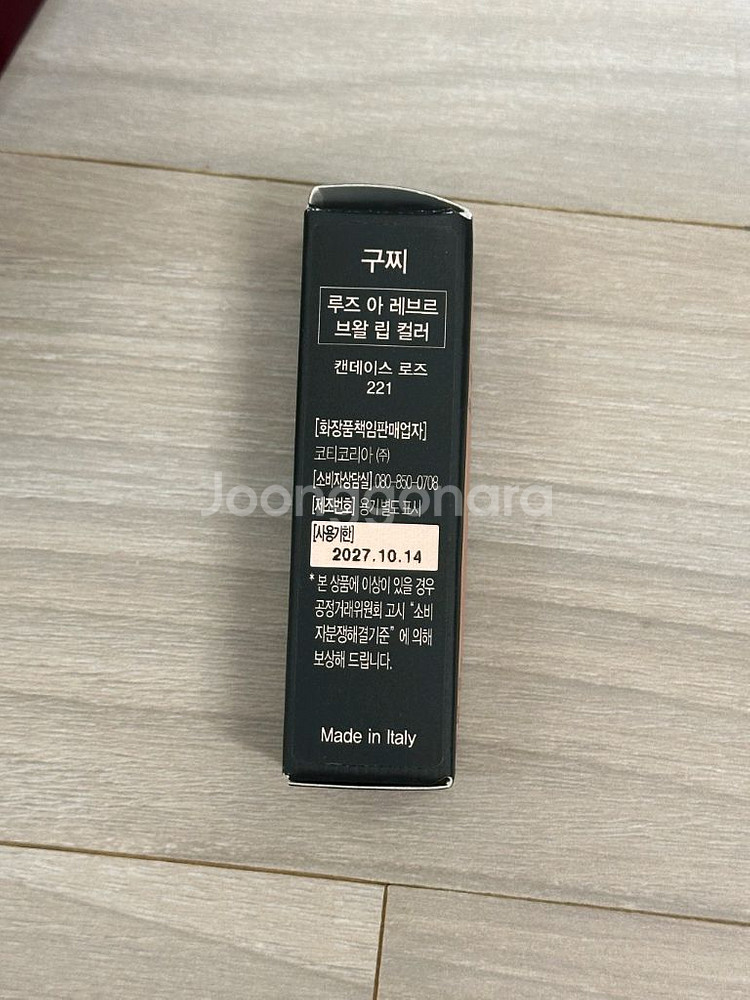 구찌
루즈 아 레브르
브왈 립 컬러
캔데이스 로즈
221
[화장품책임판매업자]
코티코리아 ㈜
[소비자상담실] 080-850-0708
Joonggonara
[제조번호] 용기 별도 표시
[사용기한]
2027.10.14
* 본 상품에 이상이 있을 경우
공정거래위원회 고시 "소비
자분쟁해결기준" 에 의해
보상해 드립니다.
Made in Italy